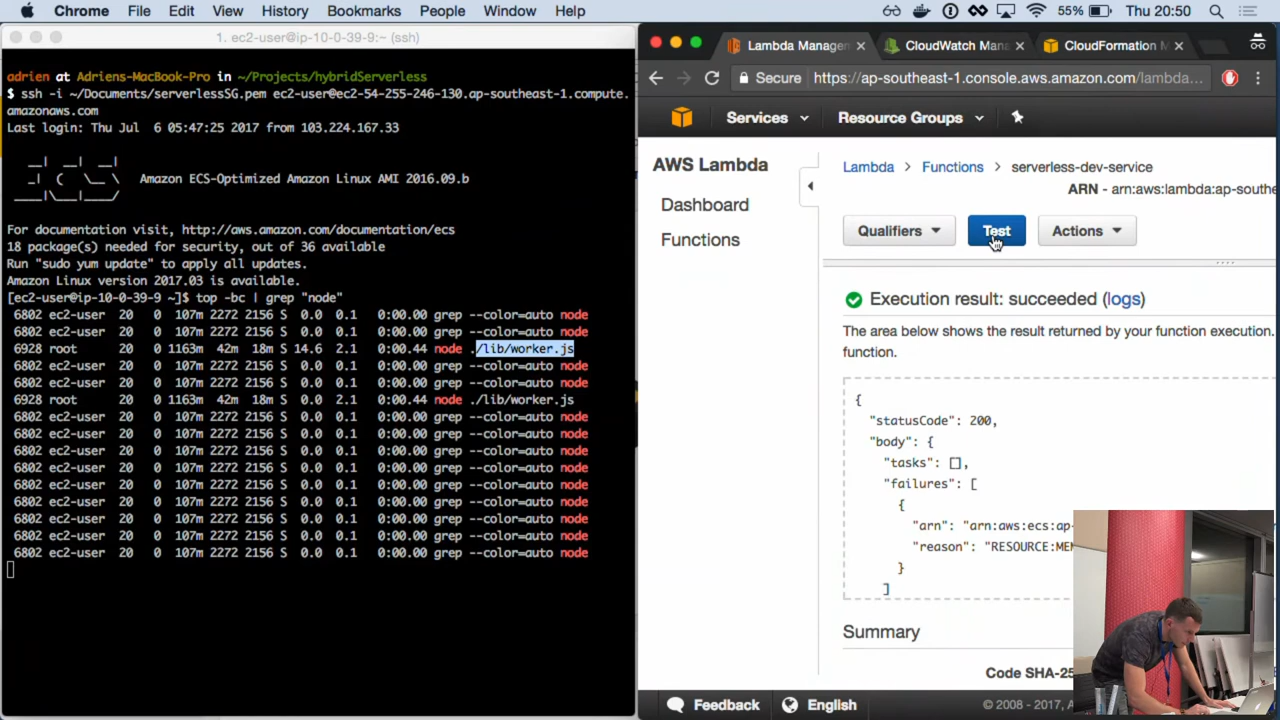 Chrome File Edit View History Bookmarks People Window Help 55% Thu 20:50
1. ec2-user@ip-10-0-39-9:~ (ssh)
adrien at Adriens-MacBook-Pro in ~/Projects/hybridServerless
$ ssh -i ~/Documents/serverlessSG.pem ec2-user@ec2-54-255-246-130.ap-southeast-1.compute.
amazonaws.com
Last login: Thu Jul  6 05:47:25 2017 from 103.224.167.33
   __|  __|  __|
   _|  (   \__ \   Amazon ECS-Optimized Amazon Linux AMI 2016.09.b
 ____|\___|____/
For documentation visit, http://aws.amazon.com/documentation/ecs
18 package(s) needed for security, out of 36 available
Run "sudo yum update" to apply all updates.
Amazon Linux version 2017.03 is available.
[ec2-user@ip-10-0-39-9 ~]$ top -bc | grep "node"
6802 ec2-user 20 0 107m 2272 2156 S 0.0 0.1 0:00.00 grep --color=auto node
6802 ec2-user 20 0 107m 2272 2156 S 0.0 0.1 0:00.00 grep --color=auto node
6928 root 20 0 1163m 42m 18m S 14.6 2.1 0:00.44 node ./lib/worker.js
6802 ec2-user 20 0 107m 2272 2156 S 0.0 0.1 0:00.00 grep --color=auto node
6802 ec2-user 20 0 107m 2272 2156 S 0.0 0.1 0:00.00 grep --color=auto node
6928 root 20 0 1163m 42m 18m S 0.0 2.1 0:00.44 node ./lib/worker.js
6802 ec2-user 20 0 107m 2272 2156 S 0.0 0.1 0:00.00 grep --color=auto node
6802 ec2-user 20 0 107m 2272 2156 S 0.0 0.1 0:00.00 grep --color=auto node
6802 ec2-user 20 0 107m 2272 2156 S 0.0 0.1 0:00.00 grep --color=auto node
6802 ec2-user 20 0 107m 2272 2156 S 0.0 0.1 0:00.00 grep --color=auto node
6802 ec2-user 20 0 107m 2272 2156 S 0.0 0.1 0:00.00 grep --color=auto node
6802 ec2-user 20 0 107m 2272 2156 S 0.0 0.1 0:00.00 grep --color=auto node
6802 ec2-user 20 0 107m 2272 2156 S 0.0 0.1 0:00.00 grep --color=auto node
6802 ec2-user 20 0 107m 2272 2156 S 0.0 0.1 0:00.00 grep --color=auto node
6802 ec2-user 20 0 107m 2272 2156 S 0.0 0.1 0:00.00 grep --color=auto node
Lambda Manage CloudWatch Man CloudFormation M
Secure https://ap-southeast-1.console.aws.amazon.com/lambda...
Services Resource Groups
AWS Lambda
Dashboard
Functions
Lambda > Functions > serverless-dev-service
ARN - arn:aws:lambda:ap-southe
Qualifiers Test Actions
Execution result: succeeded (logs)
The area below shows the result returned by your function execution.
function.
{
"statusCode": 200,
"body": {
"tasks": [],
"failures": [
{
"arn": "arn:aws:ecs:ap-
"reason": "RESOURCE:ME
}
]
Summary
Code SHA-25
Feedback English © 2008 - 2017, A